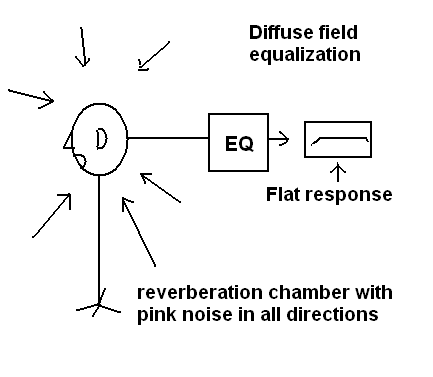 Diffuse field
equalization
EQ
Flat response
reverberation chamber with
pink noise in all directions